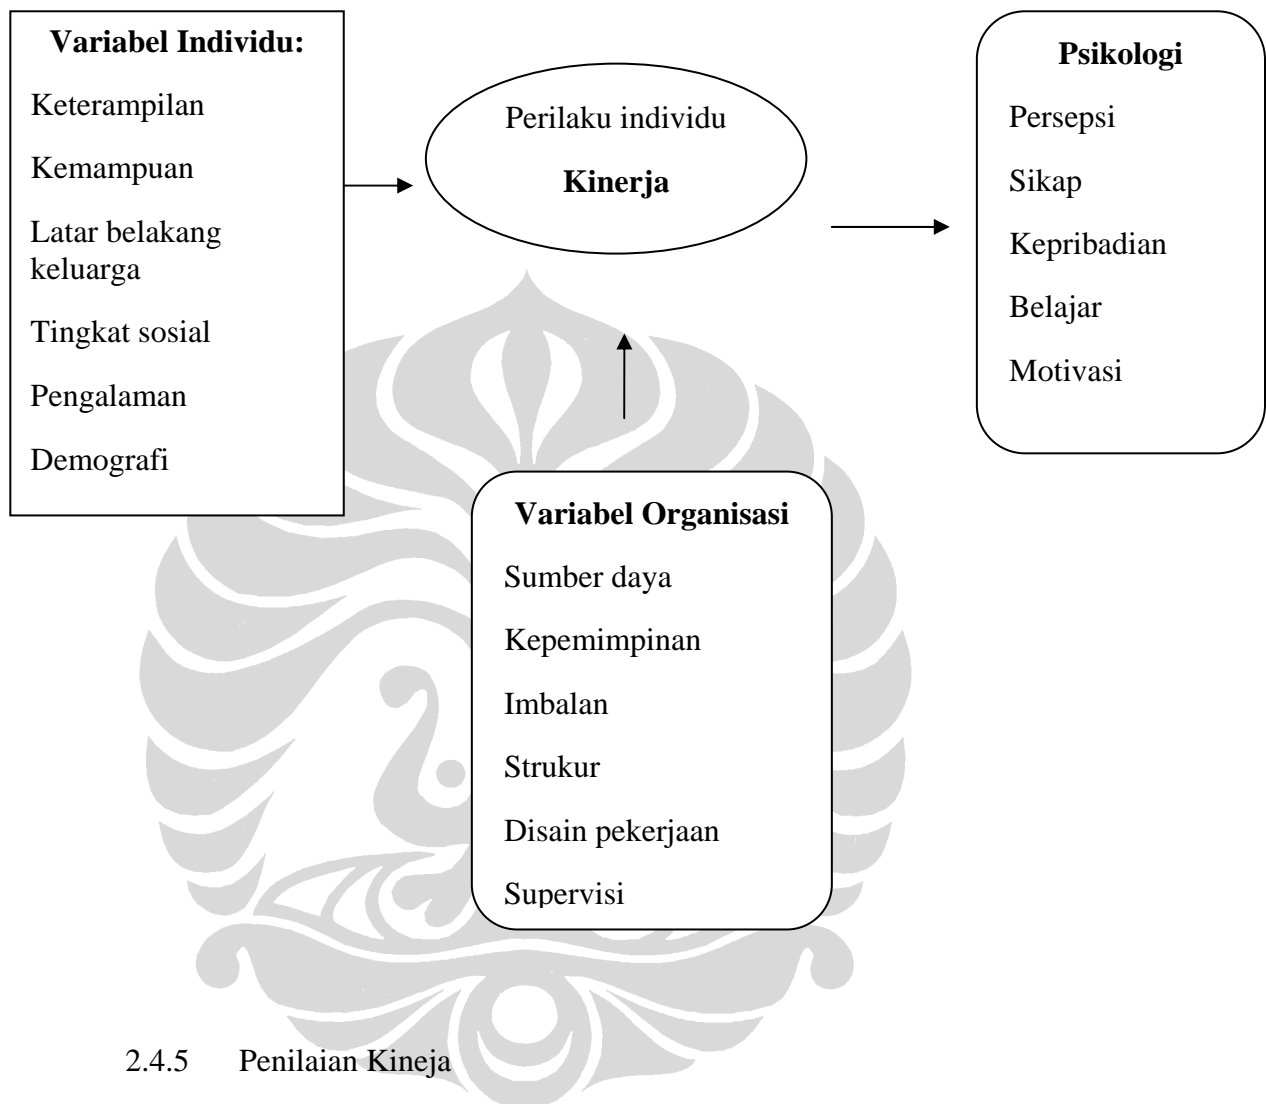 Variabel Individu:
Keterampilan
Kemampuan
Latar belakang
keluarga
Tingkat sosial
Pengalaman
Demografi
Perilaku individu
Kinerja
Psikologi
Persepsi
Sikap
Kepribadian
Belajar
Motivasi
Variabel Organisasi
Sumber daya
Kepemimpinan
Imbalan
Strukur
Disain pekerjaan
Supervisi
2.4.5 Penilaian Kineja